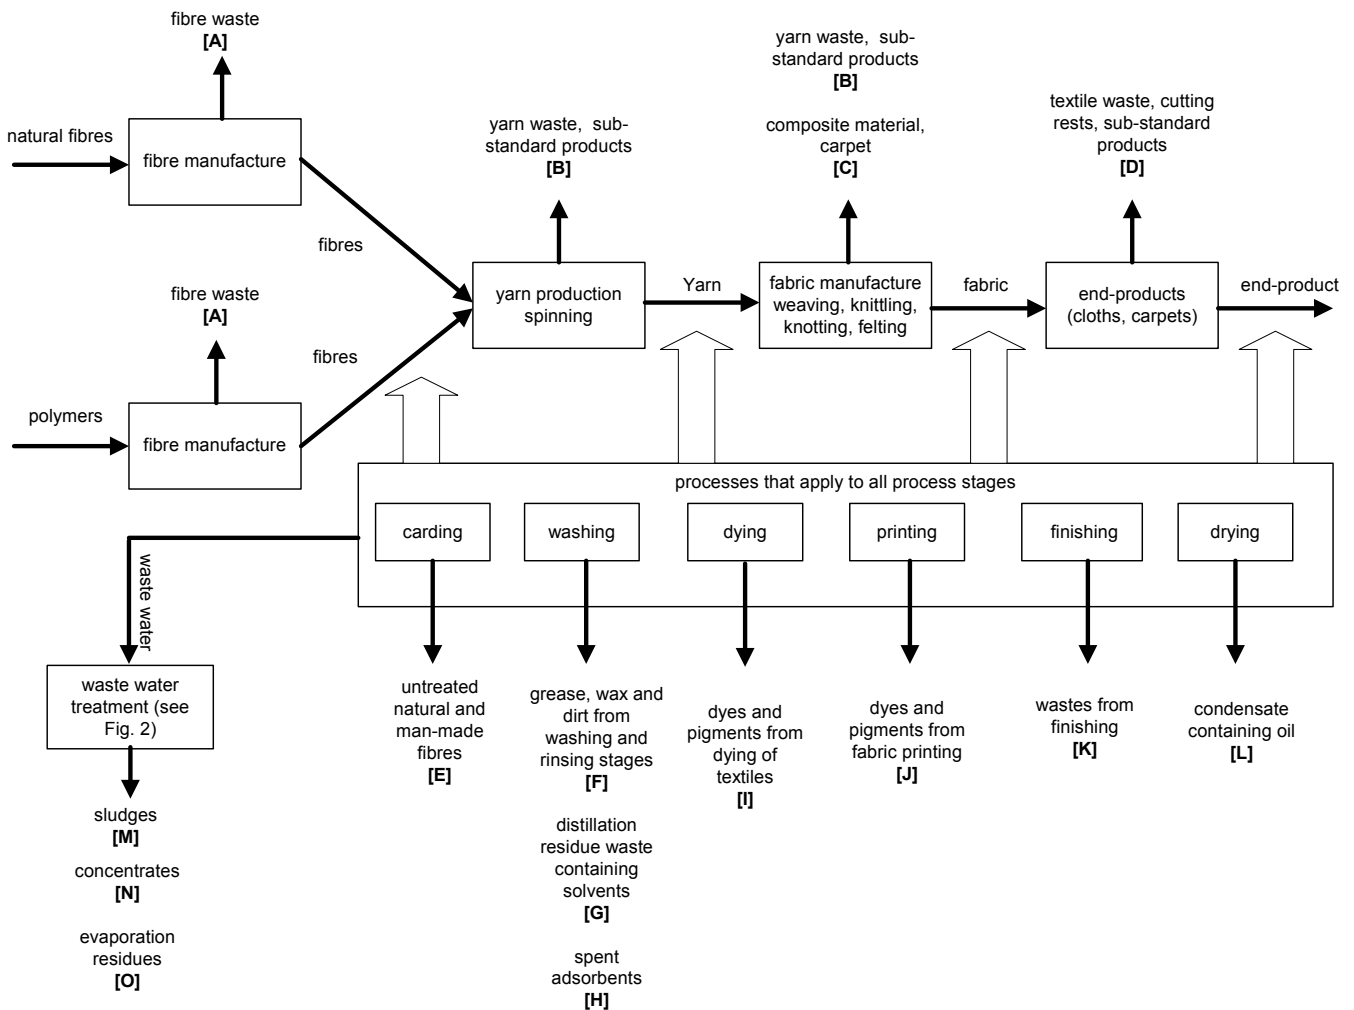 fibre waste
[A]
natural fibres
fibre manufacture
fibres
fibre waste
[A]
fibres
polymers
fibre manufacture
yarn waste, sub-
standard products
[B]
yarn production
spinning
Yarn
yarn waste, sub-
standard products
[B]
composite material,
carpet
[C]
fabric manufacture
weaving, knittling,
knotting, felting
fabric
textile waste, cutting
rests, sub-standard
products
[D]
end-products
(cloths, carpets)
end-product
processes that apply to all process stages
carding
washing
dying
printing
finishing
drying
waste water
waste water
treatment (see
Fig. 2)
sludges
[M]
concentrates
[N]
evaporation
residues
[O]
untreated
natural and
man-made
fibres
[E]
grease, wax and
dirt from
washing and
rinsing stages
[F]
distillation
residue waste
containing
solvents
[G]
spent
adsorbents
[H]
dyes and
pigments from
dying of
textiles
[I]
dyes and
pigments from
fabric printing
[J]
wastes from
finishing
[K]
condensate
containing oil
[L]